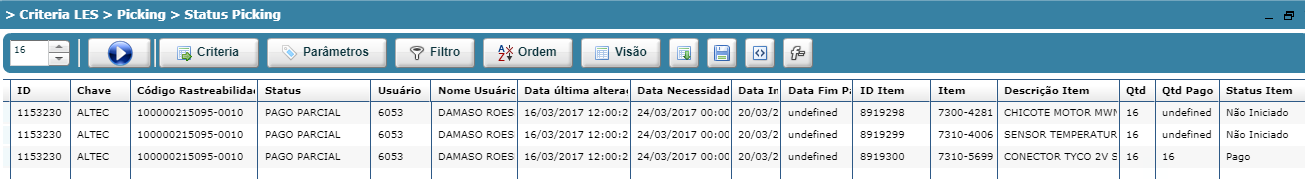 > Criteria LES > Picking > Status Picking
16 Criteria Parâmetros Filtro Ordem Visão
ID Chave Código Rastreabilidad Status Usuário Nome Usuário Data última alterac Data Necessidad Data In Data Fim Pa ID Item Item Descrição Item Qtd Qtd Pago Status Item
1153230 ALTEC 100000215095-0010 PAGO PARCIAL 6053 DAMASO ROES 16/03/2017 12:00:2 24/03/2017 00:00 20/03/2 undefined 8919298 7300-4281 CHICOTE MOTOR MWM 16 undefined Não Iniciado
1153230 ALTEC 100000215095-0010 PAGO PARCIAL 6053 DAMASO ROES 16/03/2017 12:00:2 24/03/2017 00:00 20/03/2 undefined 8919299 7310-4006 SENSOR TEMPERATUR 16 undefined Não Iniciado
1153230 ALTEC 100000215095-0010 PAGO PARCIAL 6053 DAMASO ROES 16/03/2017 12:00:2 24/03/2017 00:00 20/03/2 undefined 8919300 7310-5699 CONECTOR TYCO 2V S 16 16 Pago